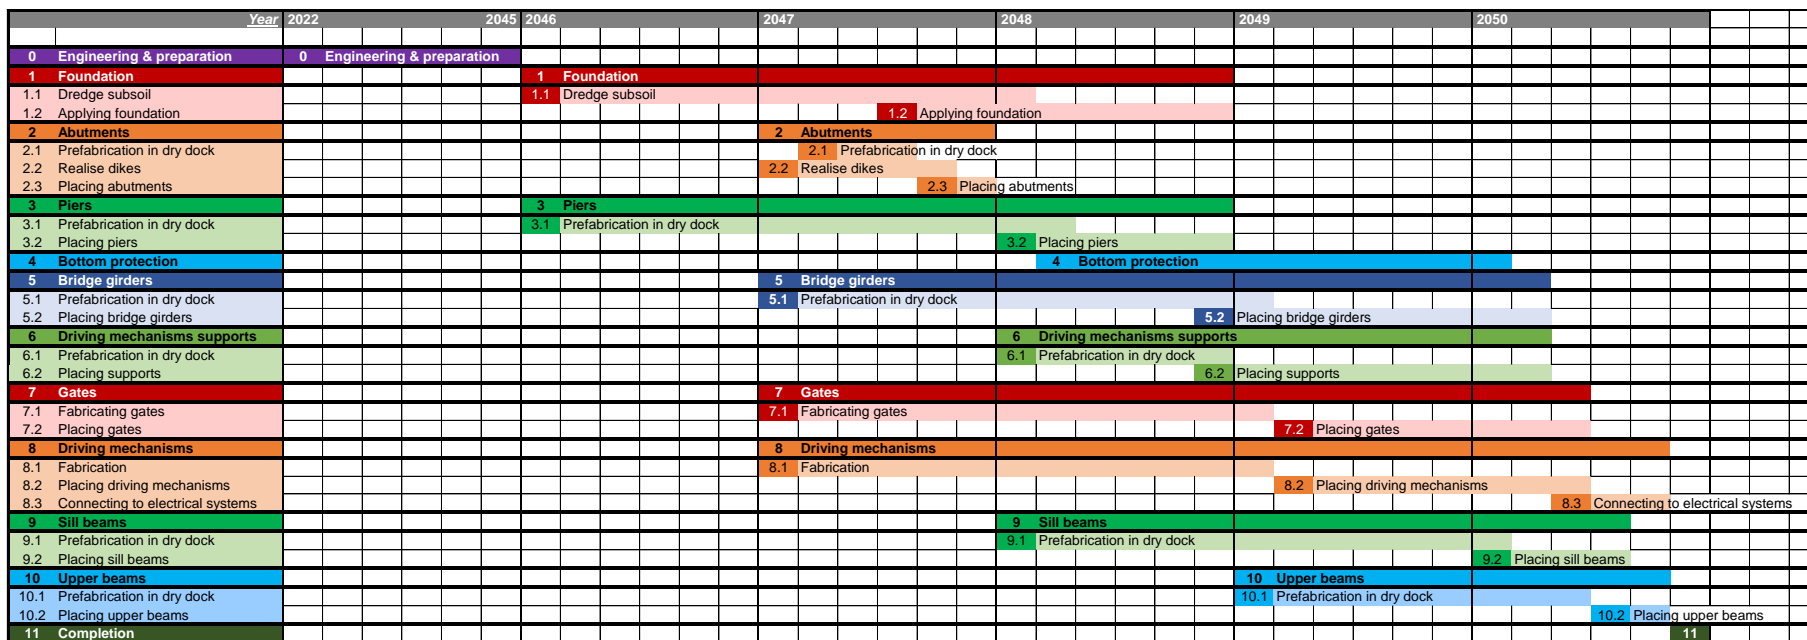 Year 2022 2045 2046 2047 2048 2049 2050
0 Engineering & preparation 0 Engineering & preparation
1 Foundation 1 Foundation
1.1 Dredge subsoil 1.1 Dredge subsoil
1.2 Applying foundation 1.2 Applying foundation
2 Abutments 2 Abutments
2.1 Prefabrication in dry dock 2.1 Prefabrication in dry dock
2.2 Realise dikes 2.2 Realise dikes
2.3 Placing abutments 2.3 Placing abutments
3 Piers 3 Piers
3.1 Prefabrication in dry dock 3.1 Prefabrication in dry dock
3.2 Placing piers 3.2 Placing piers
4 Bottom protection 4 Bottom protection
5 Bridge girders 5 Bridge girders
5.1 Prefabrication in dry dock 5.1 Prefabrication in dry dock
5.2 Placing bridge girders 5.2 Placing bridge girders
6 Driving mechanisms supports 6 Driving mechanisms supports
6.1 Prefabrication in dry dock 6.1 Prefabrication in dry dock
6.2 Placing supports 6.2 Placing supports
7 Gates 7 Gates
7.1 Fabricating gates 7.1 Fabricating gates
7.2 Placing gates 7.2 Placing gates
8 Driving mechanisms 8 Driving mechanisms
8.1 Fabrication 8.1 Fabrication
8.2 Placing driving mechanisms 8.2 Placing driving mechanisms
8.3 Connecting to electrical systems 8.3 Connecting to electrical systems
9 Sill beams 9 Sill beams
9.1 Prefabrication in dry dock 9.1 Prefabrication in dry dock
9.2 Placing sill beams 9.2 Placing sill beams
10 Upper beams 10 Upper beams
10.1 Prefabrication in dry dock 10.1 Prefabrication in dry dock
10.2 Placing upper beams 10.2 Placing upper beams
11 Completion 11